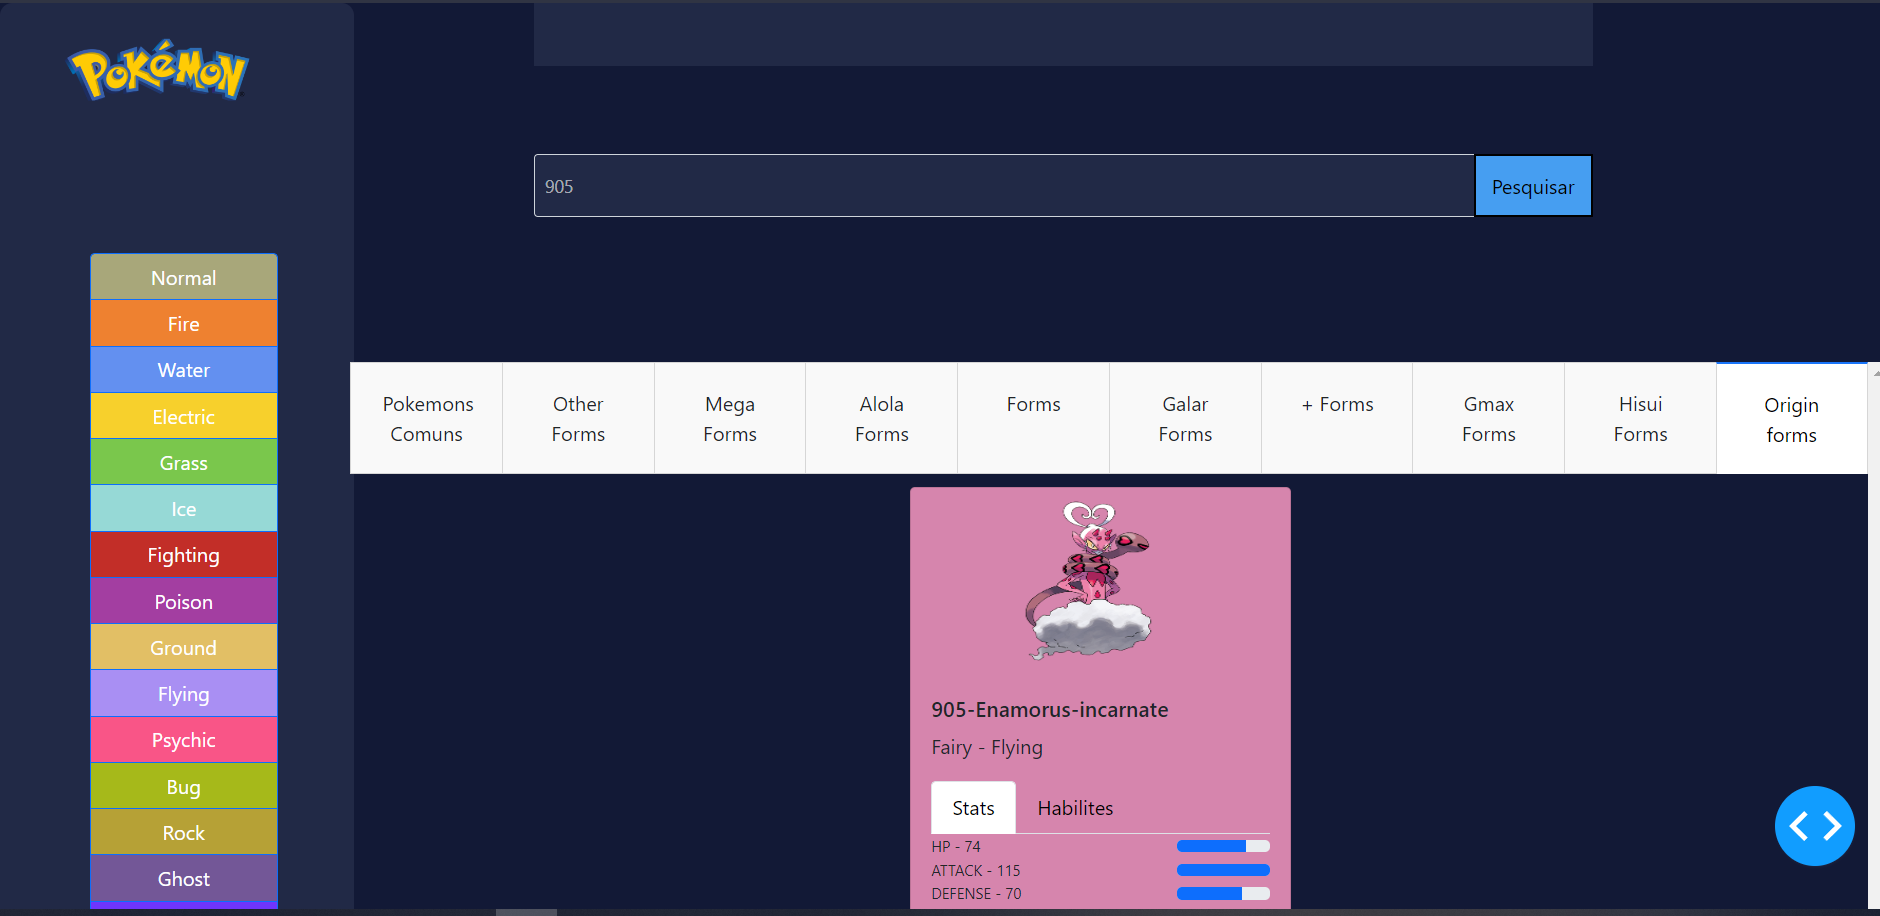 POKéMON
905
Pesquisar
Normal
Fire
Water
Electric
Grass
Ice
Fighting
Poison
Ground
Flying
Psychic
Bug
Rock
Ghost
Pokemons
Comuns
Other
Forms
Mega
Forms
Alola
Forms
Forms
Galar
Forms
+ Forms
Gmax
Forms
Hisui
Forms
Origin
forms
905-Enamorus-incarnate
Fairy - Flying
Stats
Habilites
HP - 74
ATTACK - 115
DEFENSE - 70